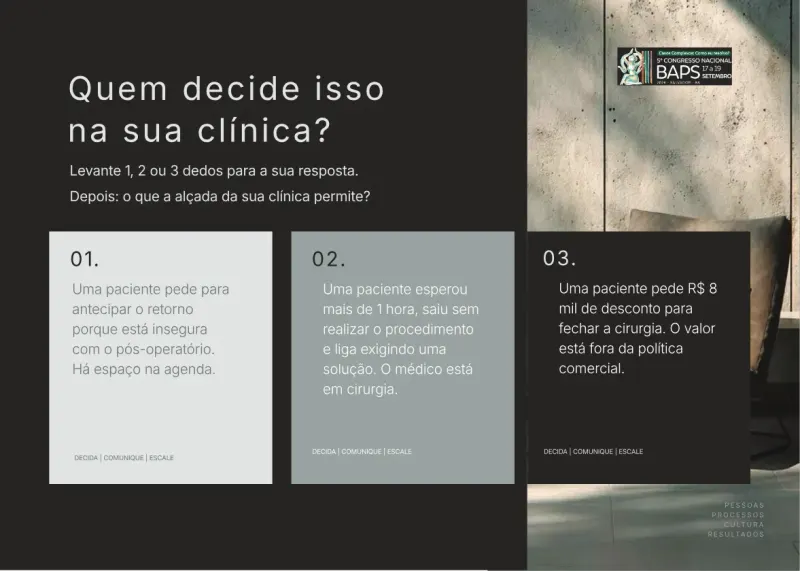 Quem decide isso
na sua clínica?
Levante 1, 2 ou 3 dedos para a sua resposta.
Depois: o que a alçada da sua clínica permite?
Casos Complexos: Como eu resolvo?
5º CONGRESSO NACIONAL
BAPS
17 a 19
SETEMBRO
01.
Uma paciente pede para
antecipar o retorno
porque está insegura
com o pós-operatório.
Há espaço na agenda.
DECIDA | COMUNIQUE | ESCALE
02.
Uma paciente esperou
mais de 1 hora, saiu sem
realizar o procedimento
e liga exigindo uma
solução. O médico está
em cirurgia.
DECIDA | COMUNIQUE | ESCALE
03.
Uma paciente pede R$ 8
mil de desconto para
fechar a cirurgia. O valor
está fora da política
comercial.
DECIDA | COMUNIQUE | ESCALE
PESSOAS
PROCESSOS
CULTURA
RESULTADOS